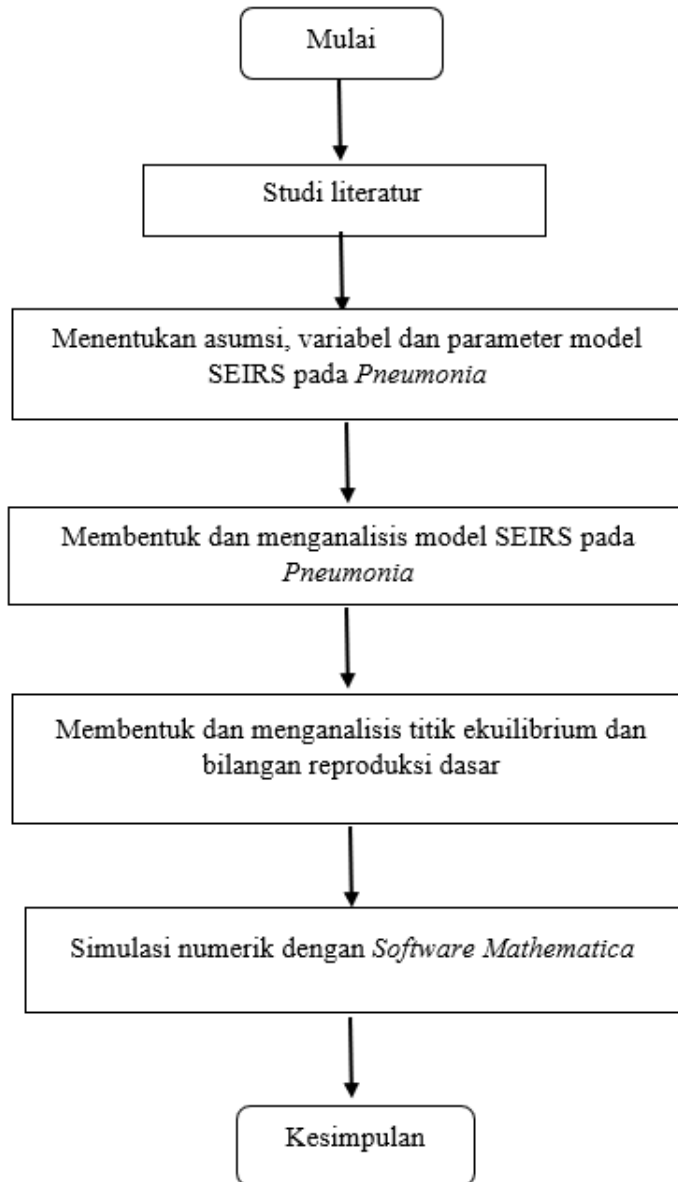 Mulai
Studi literatur
Menentukan asumsi, variabel dan parameter model
SEIRS pada Pneumonia
Membentuk dan menganalisis model SEIRS pada
Pneumonia
Membentuk dan menganalisis titik ekuilibrium dan
bilangan reproduksi dasar
Simulasi numerik dengan Software Mathematica
Kesimpulan